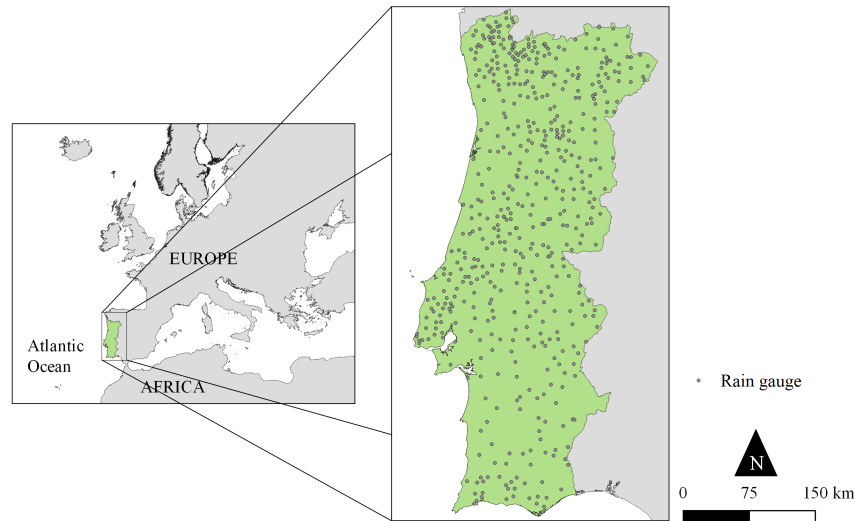 EUROPE
Atlantic
Ocean
AFRICA
Rain gauge
N
0 75 150 km